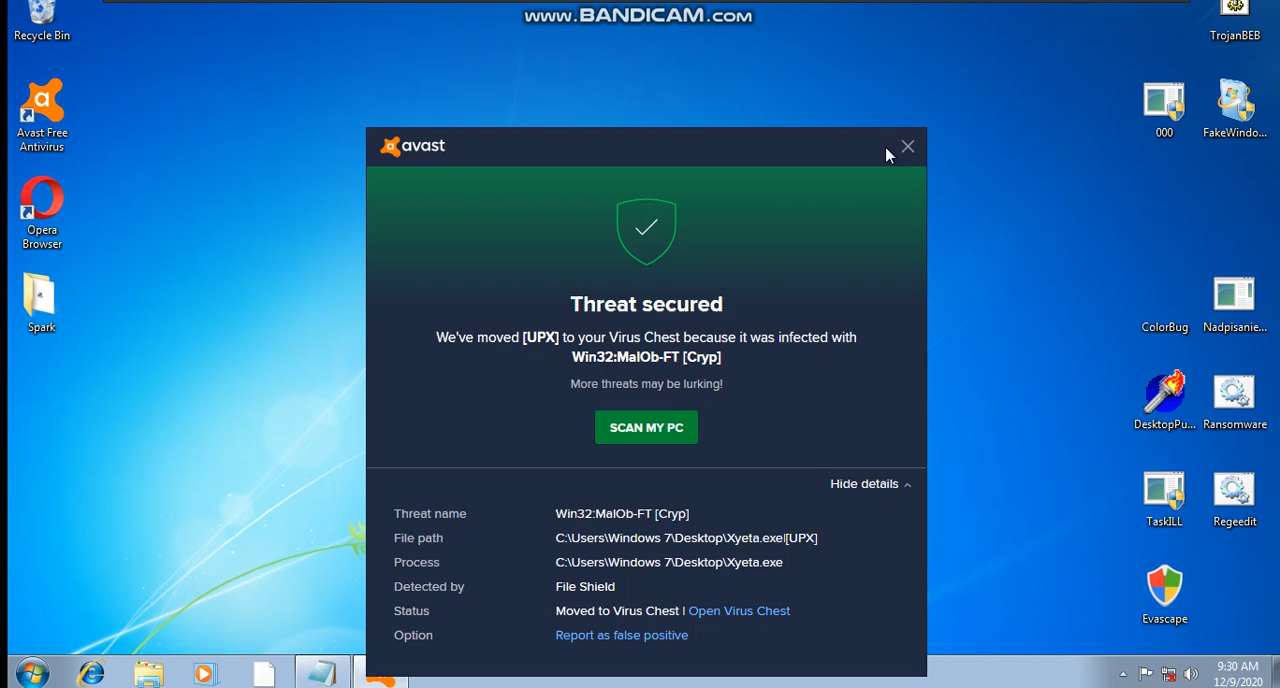 www.BANDICAM.com
Recycle Bin
TrojanBEB
Avast Free
Antivirus
000
FakeWindo...
Opera
Browser
Spark
ColorBug
Nadpisanie...
DesktopPu...
Ransomware
TaskILL
Regeedit
Evascape
avast
Threat secured
We've moved [UPX] to your Virus Chest because it was infected with
Win32:MalOb-FT [Cryp]
More threats may be lurking!
SCAN MY PC
Hide details
Threat name Win32:MalOb-FT [Cryp]
File path C:\Users\Windows 7\Desktop\Xyeta.exe|[UPX]
Process C:\Users\Windows 7\Desktop\Xyeta.exe
Detected by File Shield
Status Moved to Virus Chest | Open Virus Chest
Option Report as false positive
9:30 AM
12/9/2020